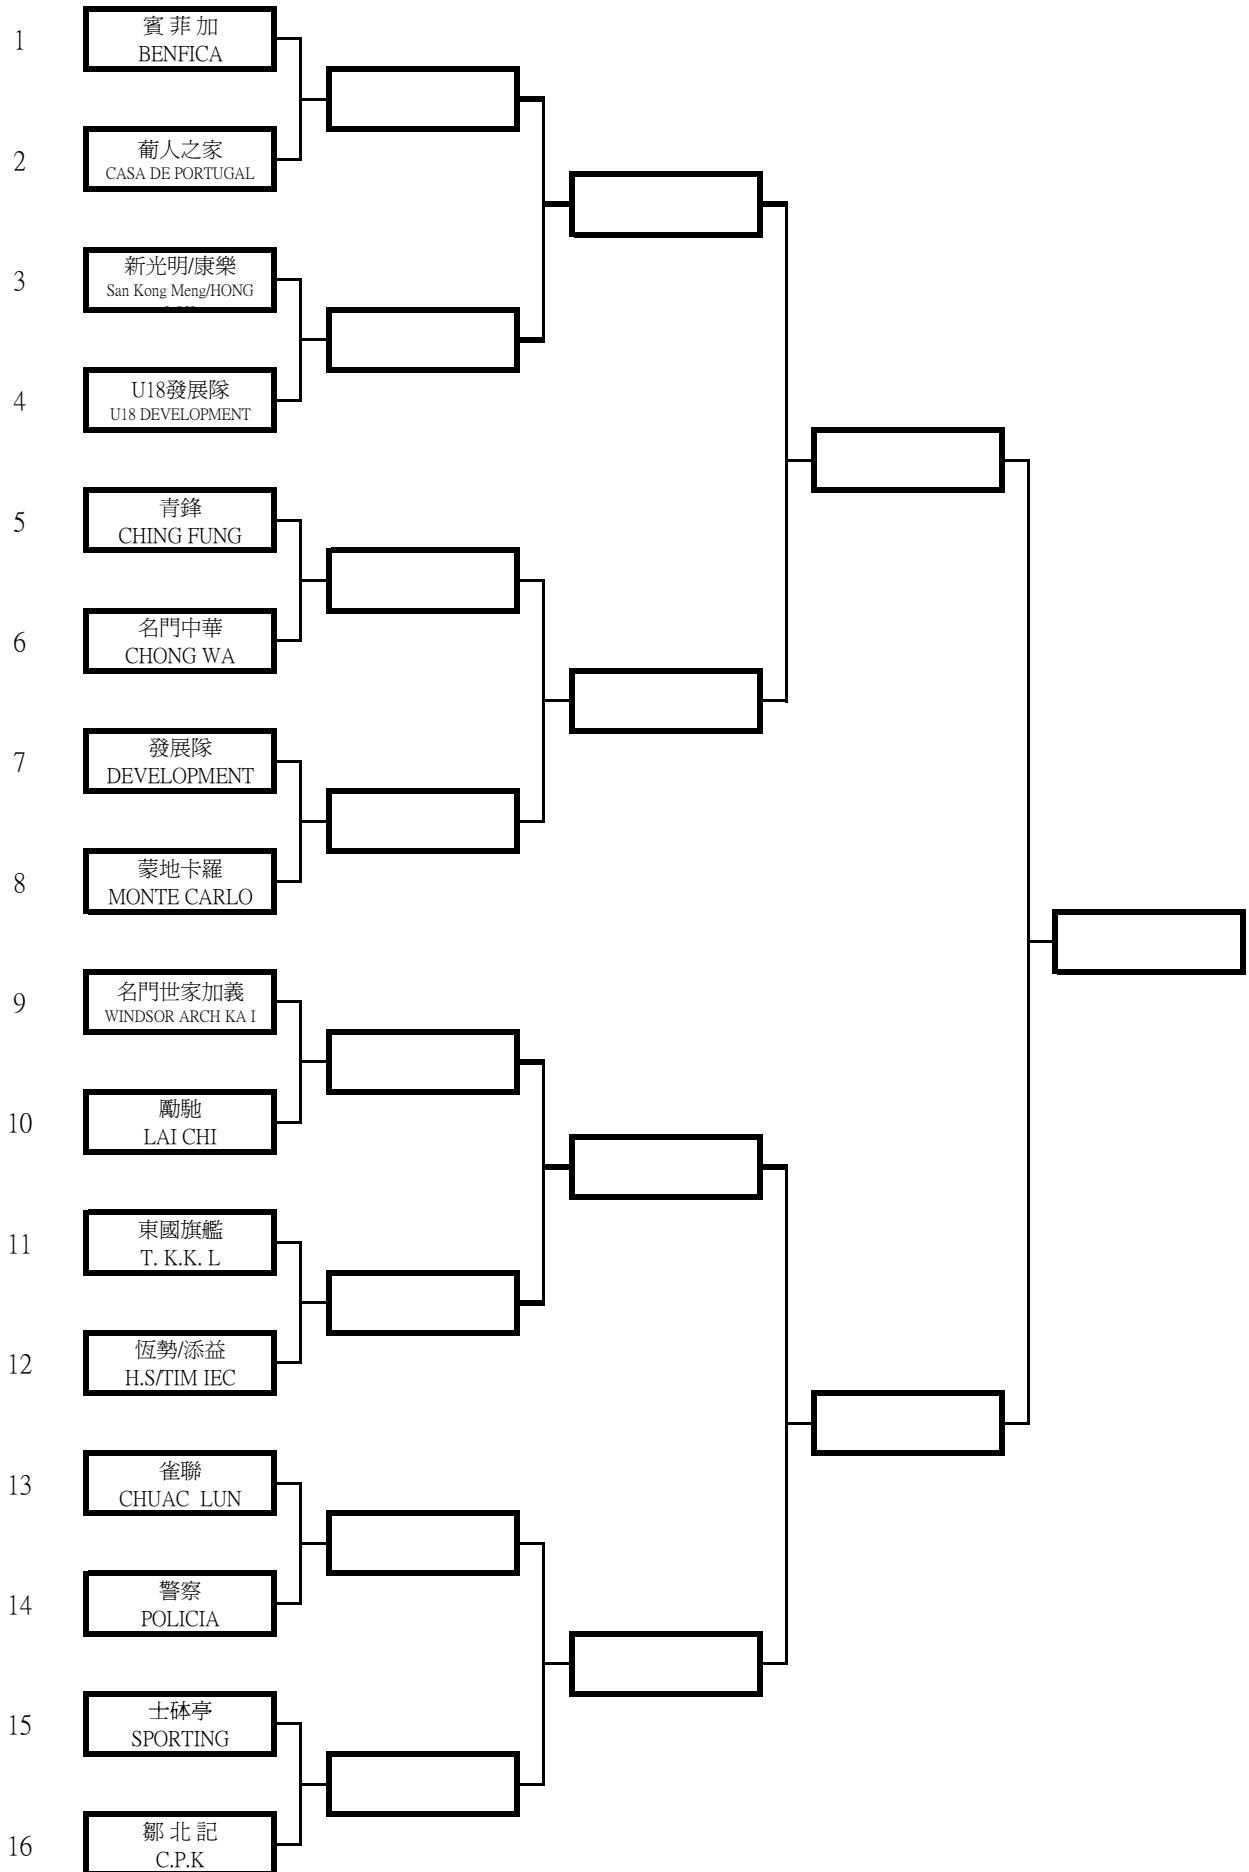 1
賓 菲 加
BENFICA
2
葡人之家
CASA DE PORTUGAL
3
新光明/康樂
San Kong Meng/HONG
4
U18發展隊
U18 DEVELOPMENT
5
青鋒
CHING FUNG
6
名門中華
CHONG WA
7
發展隊
DEVELOPMENT
8
蒙地卡羅
MONTE CARLO
9
名門世家加義
WINDSOR ARCH KA I
10
勵馳
LAI CHI
11
東國旗艦
T. K.K. L
12
恆勢/添益
H.S/TIM IEC
13
雀聯
CHUAC LUN
14
警察
POLICIA
15
士砵亭
SPORTING
16
鄒 北 記
C.P.K